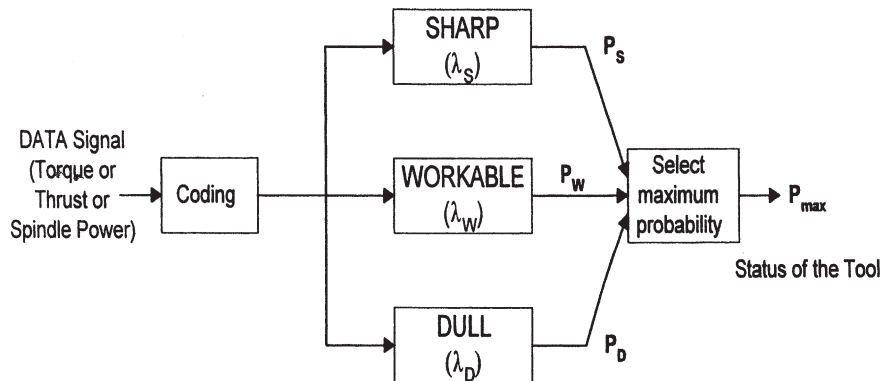 DATA Signal
(Torque or
Thrust or
Spindle Power)
Coding
SHARP
(λS)
WORKABLE
(λW)
DULL
(λD)
PS
PW
PD
Select
maximum
probability
Pmax
Status of the Tool